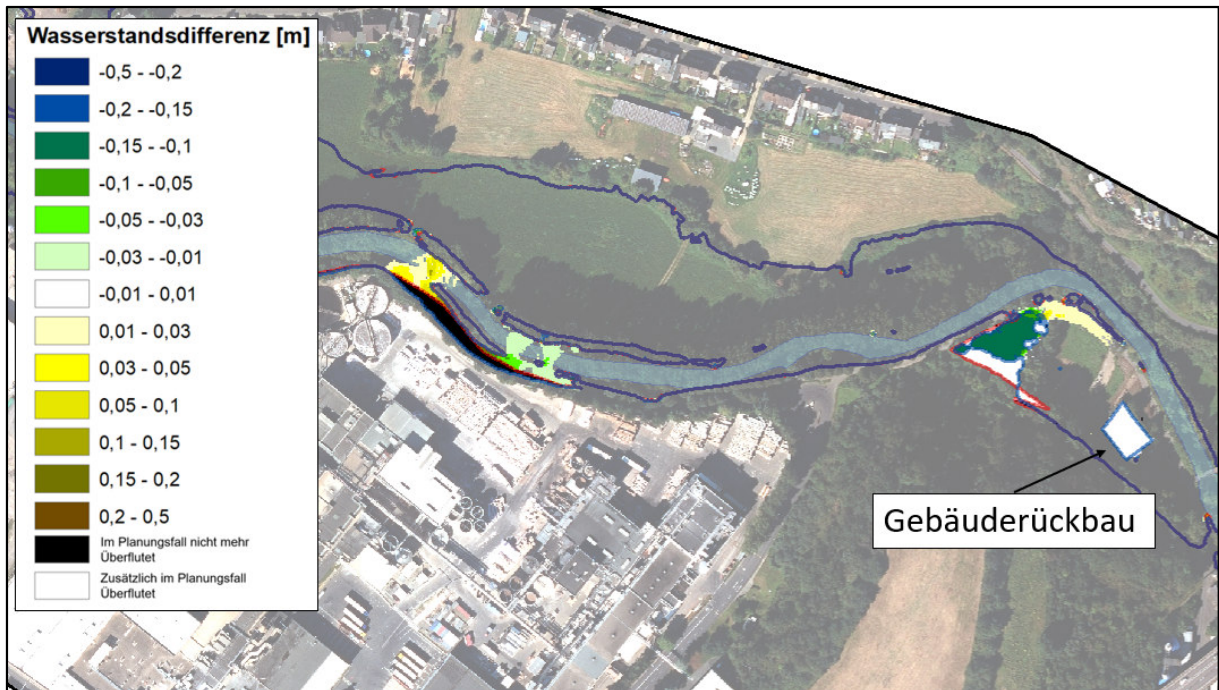 Wasserstandsdifferenz [m]
-0,5 - -0,2
-0,2 - -0,15
-0,15 - -0,1
-0,1 - -0,05
-0,05 - -0,03
-0,03 - -0,01
-0,01 - 0,01
0,01 - 0,03
0,03 - 0,05
0,05 - 0,1
0,1 - 0,15
0,15 - 0,2
0,2 - 0,5
Im Planungsfall nicht mehr
Überflutet
Zusätzlich im Planungsfall
Überflutet
Gebäuderückbau